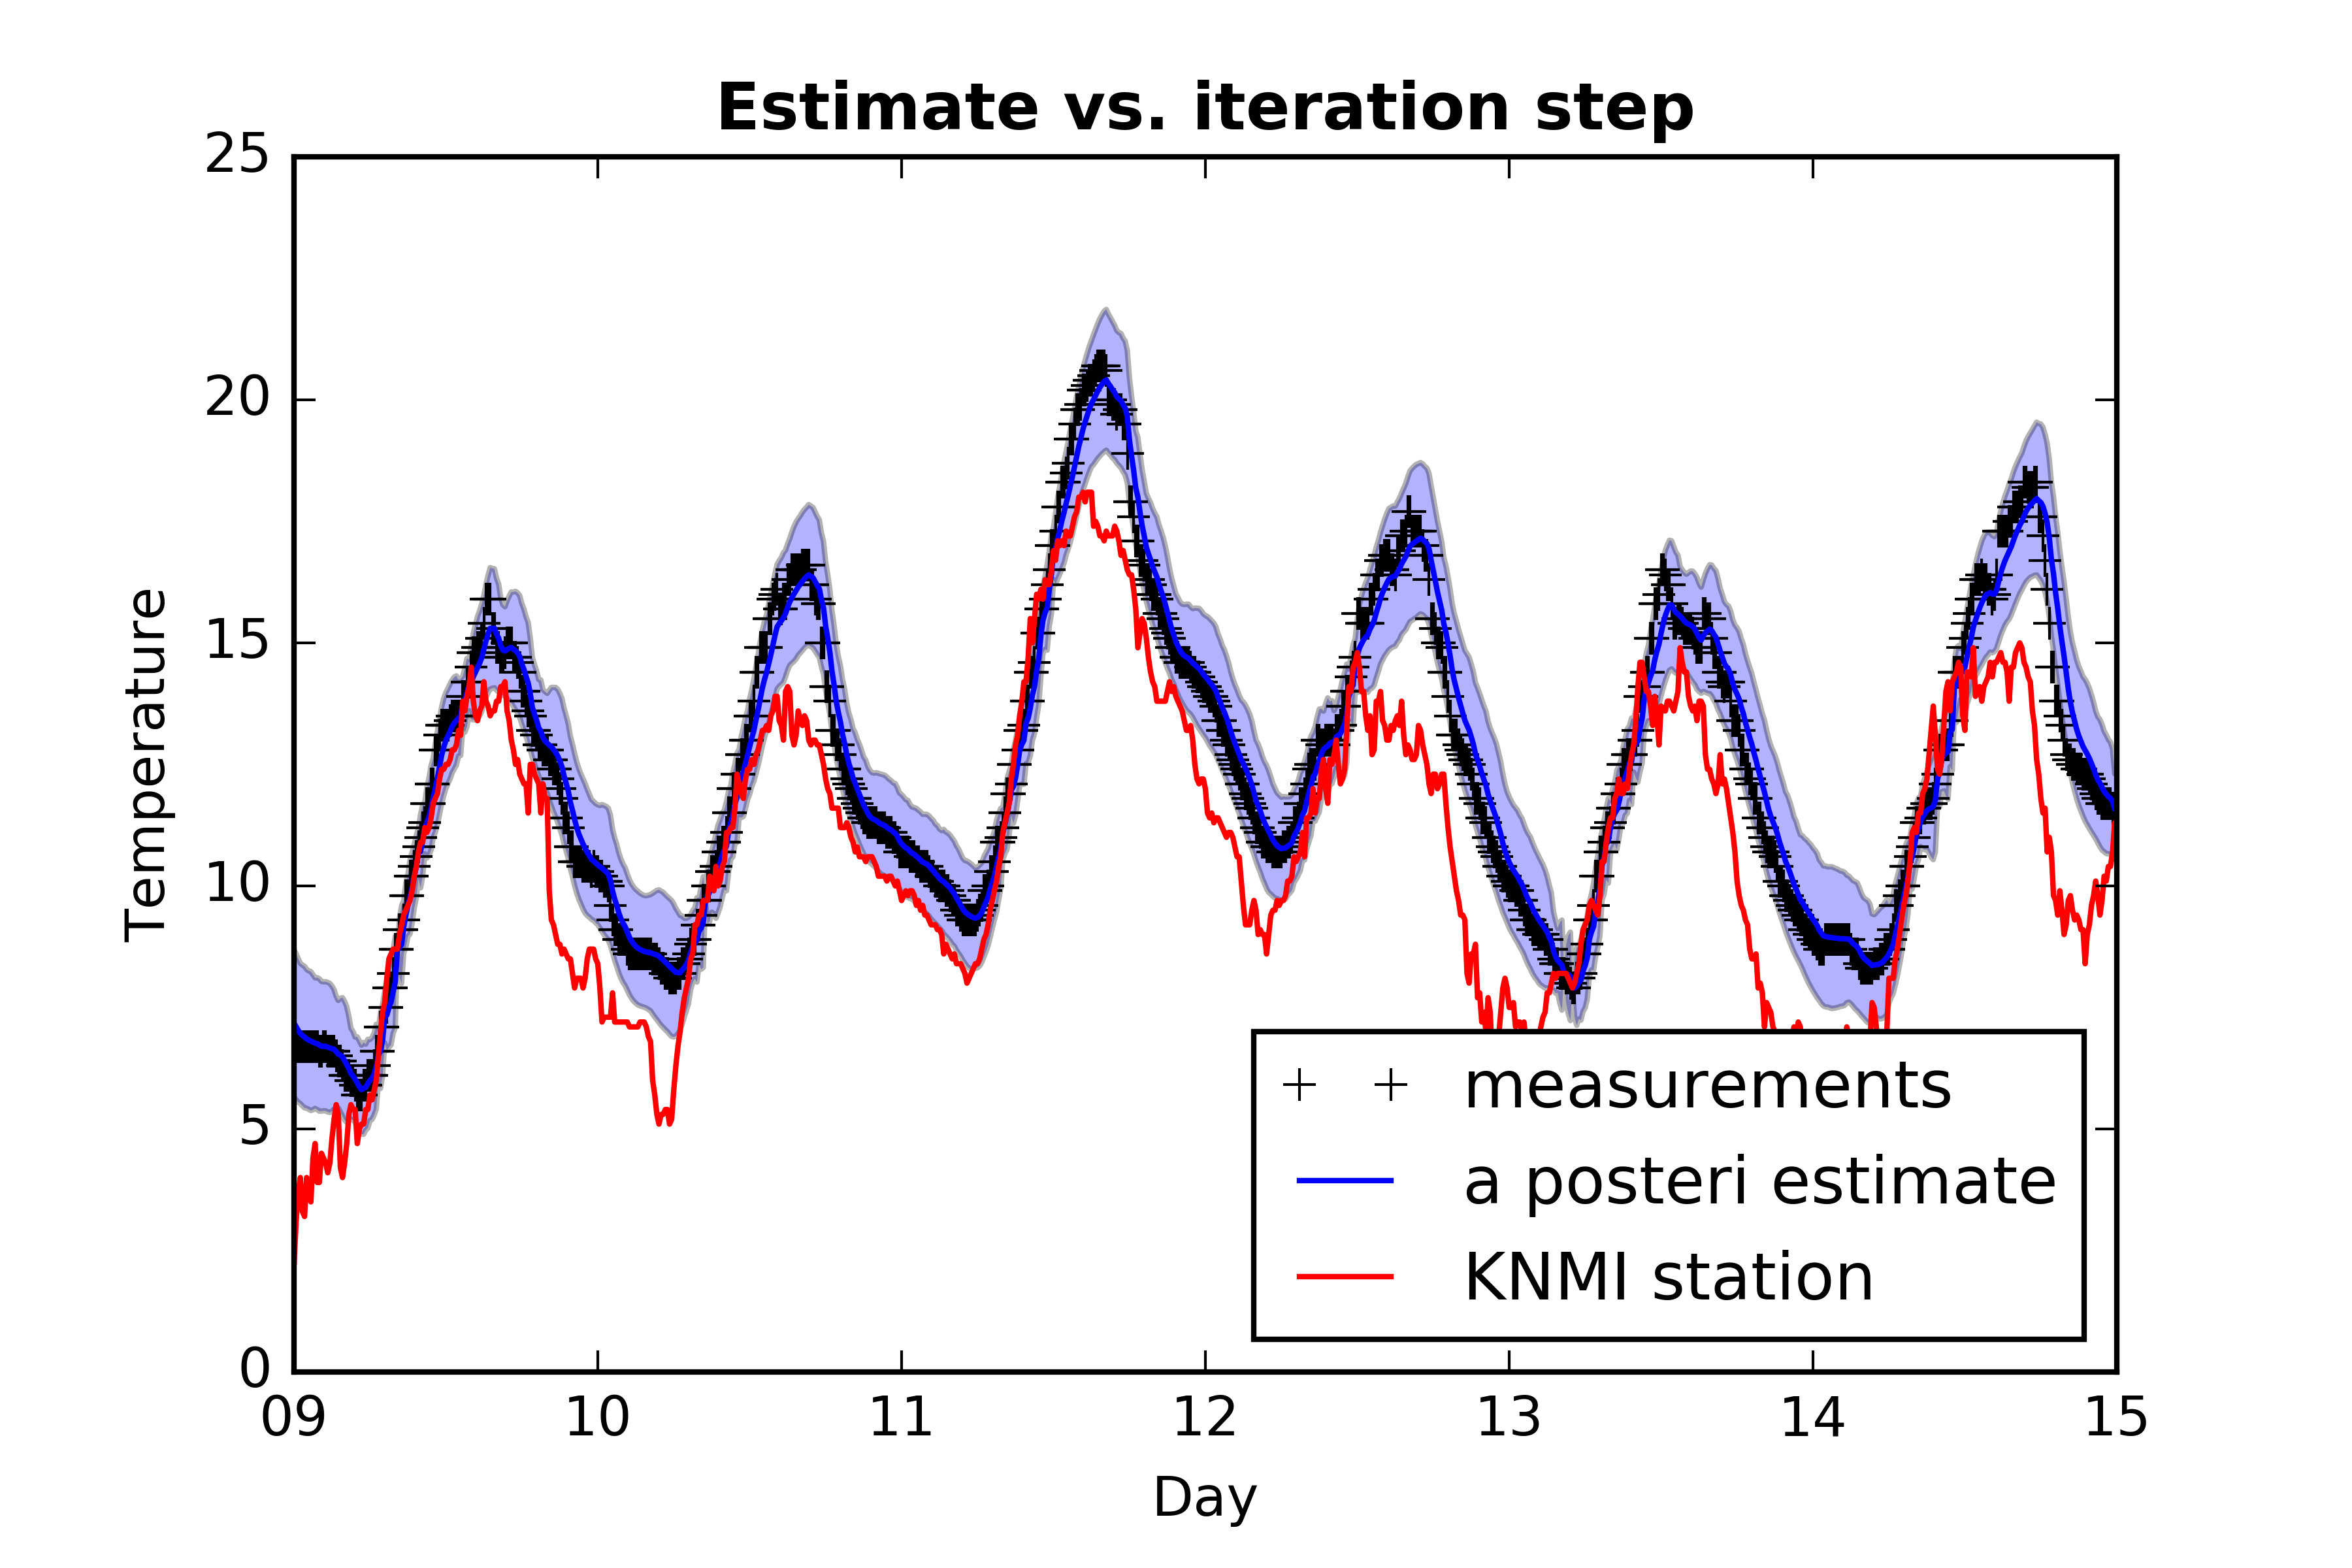 Estimate vs. iteration step
25
20
15
10
5
0
Temperature
09 10 11 12 13 14 15
Day
measurements
a posteri estimate
KNMI station